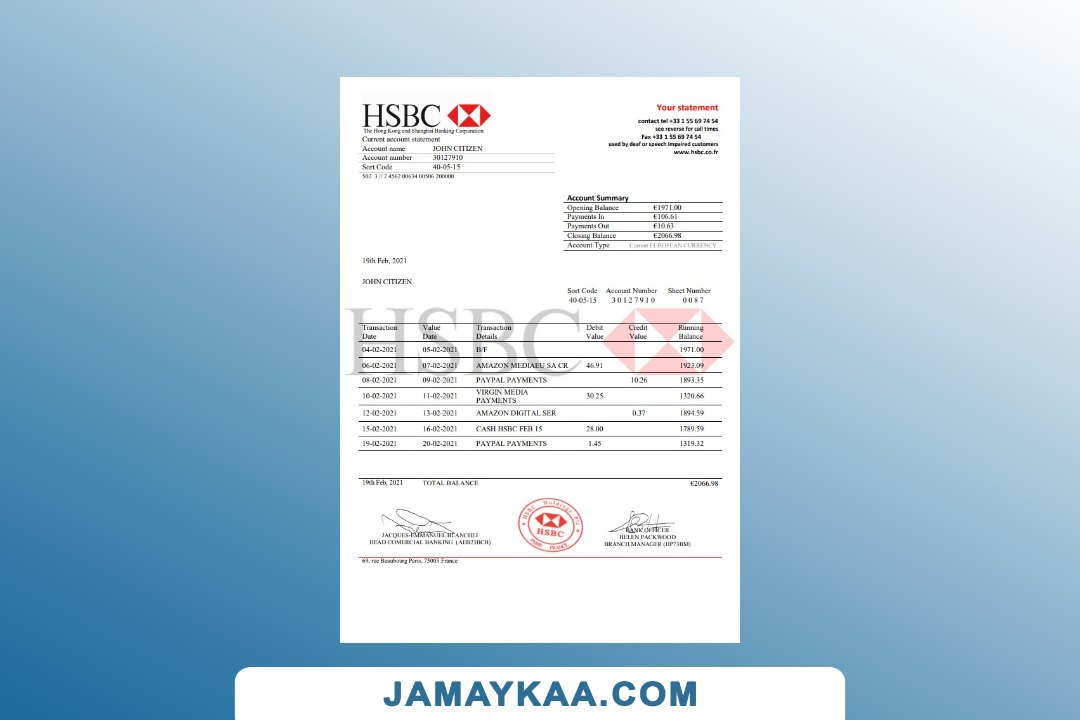 HSBC
The Hong Kong and Shanghai Banking Corporation
Current account statement
Account name JOHN CITIZEN
Account number 30127910
Sort Code 40-05-15
502. 3 // 2 4562 00634 00506 200000
Your statement
contact tel +33 1 55 69 74 54
see reverse for call times
Fax +33 1 55 69 74 54
used by deaf or speech impaired customers
www.hsbc.co.fr
Account Summary
Opening Balance €1971.00
Payments In €106.61
Payments Out €10.63
Closing Balance €2066.98
Account Type Current EUROPEAN CURRENCY
19th Feb, 2021
JOHN CITIZEN
Sort Code Account Number Sheet Number
40-05-15 3 0 1 2 7 9 1 0 0 0 8 7
HSBC
Transaction Date Value Date Transaction Details Debit Value Credit Value Running Balance
04-02-2021 05-02-2021 B/F 1971.00
06-02-2021 07-02-2021 AMAZON MEDIAEU SA CR 46.91 1923.09
08-02-2021 09-02-2021 PAYPAL PAYMENTS 10.26 1893.35
10-02-2021 11-02-2021 VIRGIN MEDIA PAYMENTS 30.25 1320.66
12-02-2021 13-02-2021 AMAZON DIGITAL SER 0.37 1894.59
15-02-2021 16-02-2021 CASH HSBC FEB 15 28.00 1789.59
19-02-2021 20-02-2021 PAYPAL PAYMENTS 1.45 1319.32
19th Feb, 2021 TOTAL BALANCE €2066.98
JACQUES-EMMANUEL BLANCHET
HEAD COMERCIAL BANKING (AEB23BCB)
HSBC Holdings Plc
HSBC
PARIS FRANCE
BANK OFFICER
HELEN PACKWOOD
BRANCH MANAGER (HP73BM)
69, rue Beaubourg Paris, 75003 France
JAMAYKAA.COM